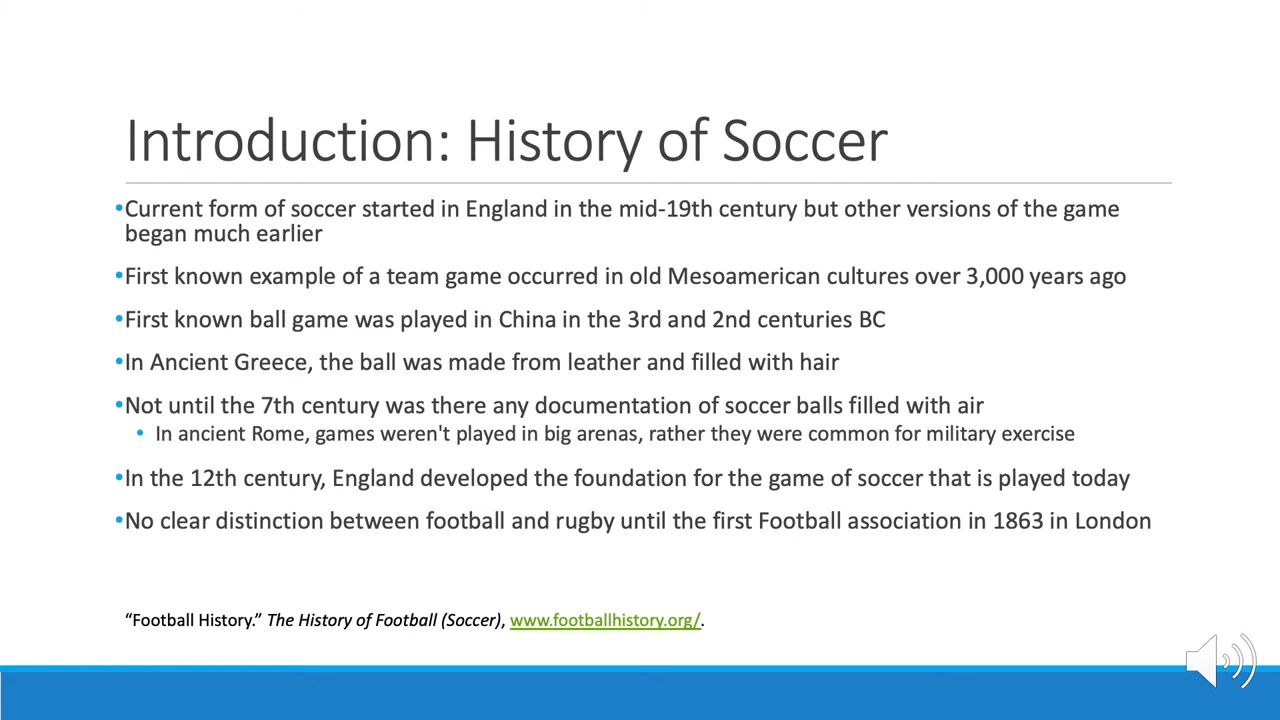 Introduction: History of Soccer
•Current form of soccer started in England in the mid-19th century but other versions of the game
began much earlier
•First known example of a team game occurred in old Mesoamerican cultures over 3,000 years ago
•First known ball game was played in China in the 3rd and 2nd centuries BC
•In Ancient Greece, the ball was made from leather and filled with hair
•Not until the 7th century was there any documentation of soccer balls filled with air
• In ancient Rome, games weren't played in big arenas, rather they were common for military exercise
•In the 12th century, England developed the foundation for the game of soccer that is played today
•No clear distinction between football and rugby until the first Football association in 1863 in London
“Football History.” The History of Football (Soccer), www.footballhistory.org/.